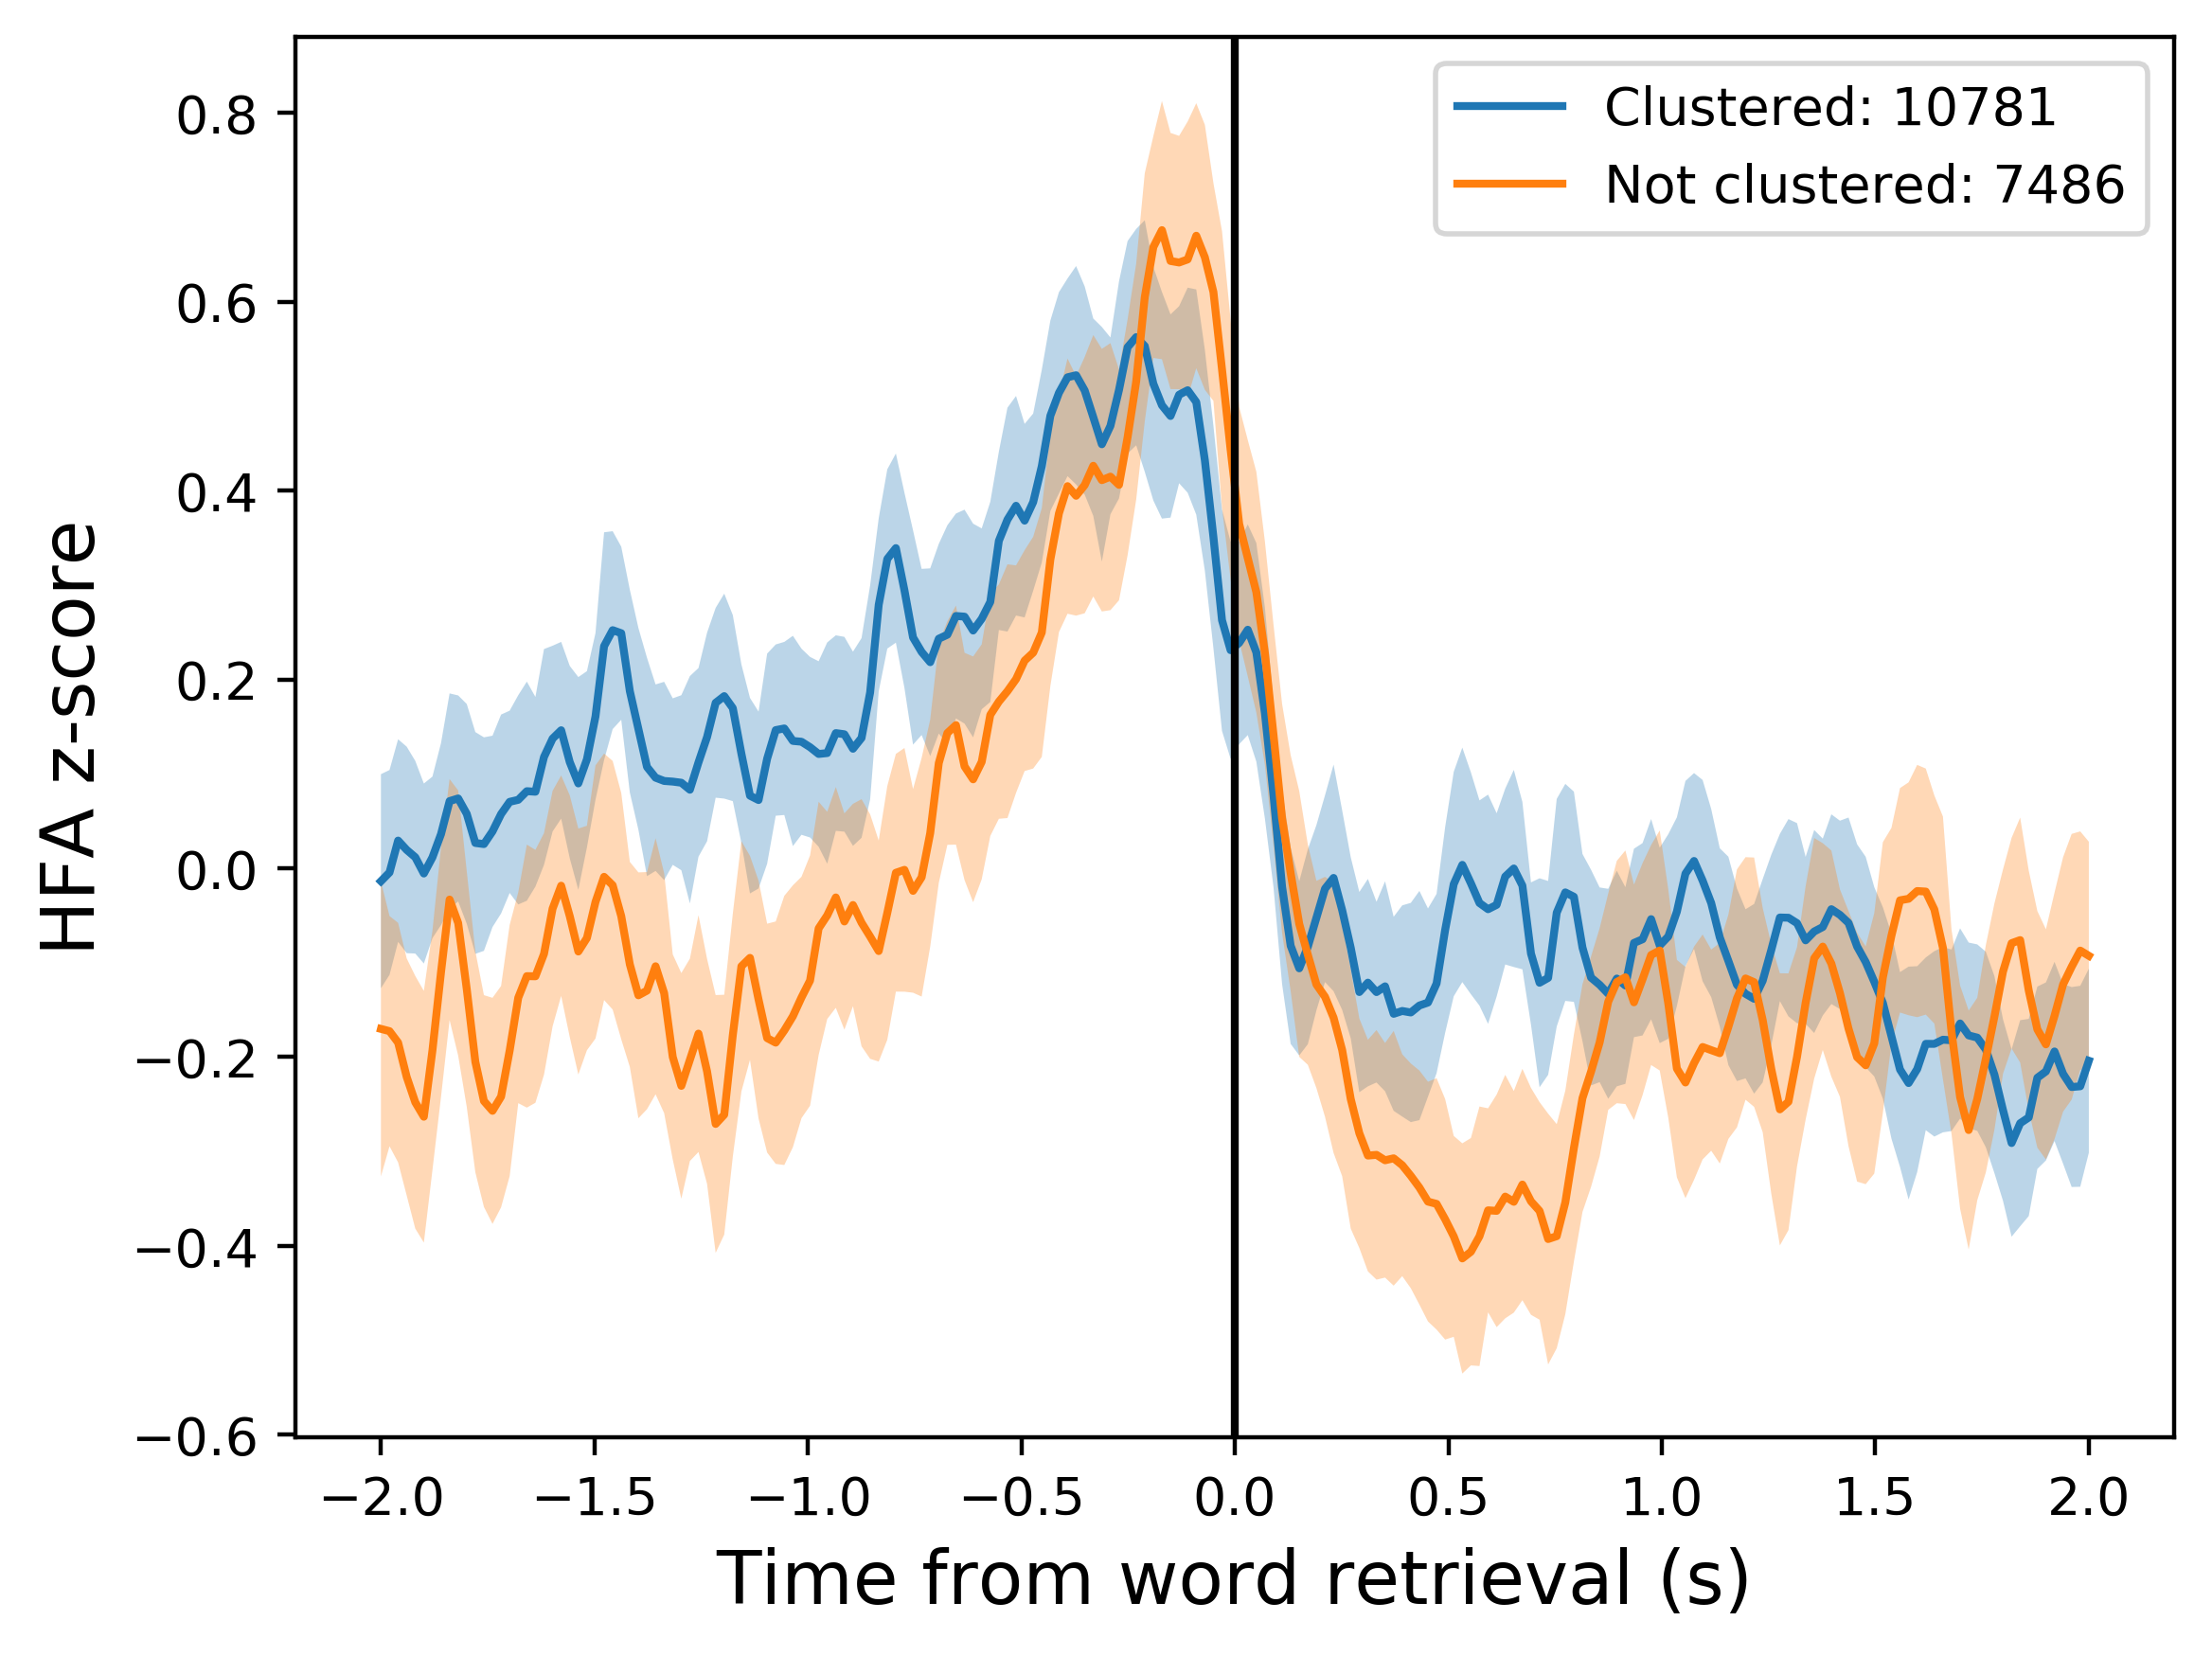 Clustered: 10781
Not clustered: 7486
HFA z-score
0.8
0.6
0.4
0.2
0.0
−0.2
−0.4
−0.6
−2.0 −1.5 −1.0 −0.5 0.0 0.5 1.0 1.5 2.0
Time from word retrieval (s)